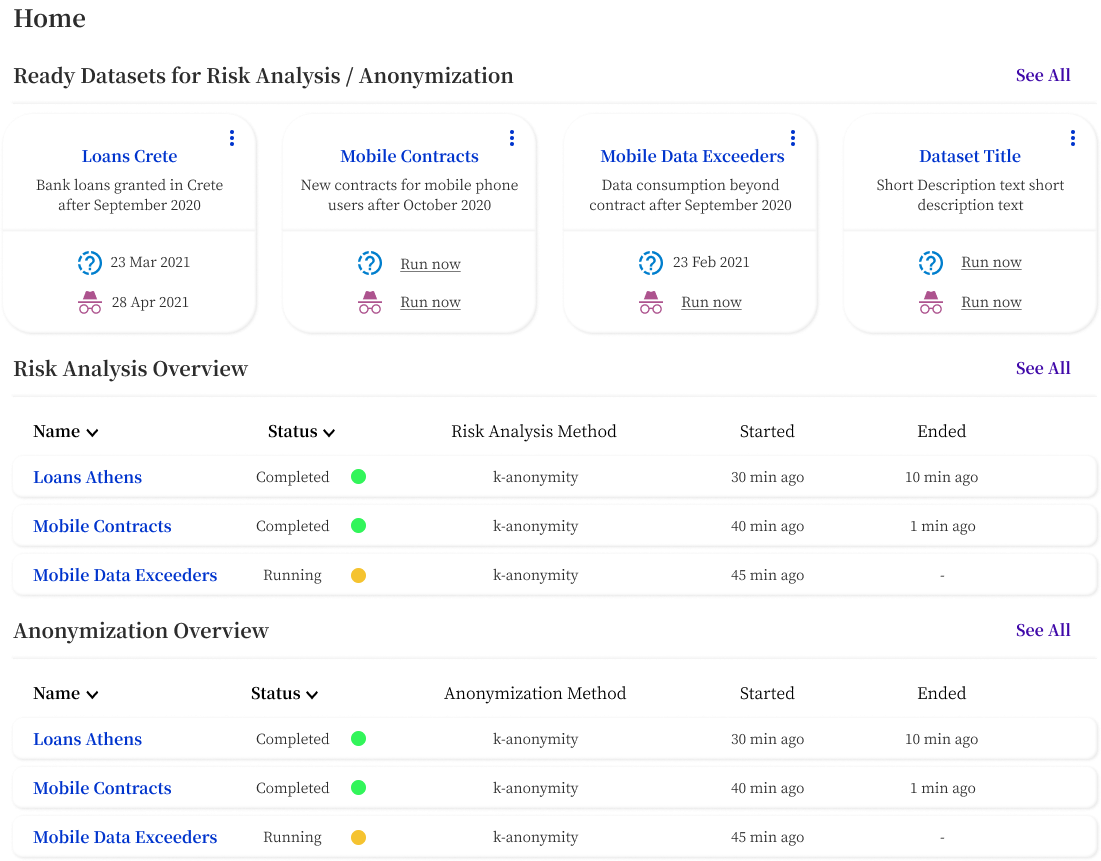 Home
Ready Datasets for Risk Analysis / Anonymization
See All
Loans Crete
Bank loans granted in Crete
after September 2020
23 Mar 2021
28 Apr 2021
Mobile Contracts
New contracts for mobile phone
users after October 2020
Run now
Run now
Mobile Data Exceeders
Data consumption beyond
contract after September 2020
23 Feb 2021
Run now
Dataset Title
Short Description text short
description text
Run now
Run now
Risk Analysis Overview
See All
Name Status Risk Analysis Method Started Ended
Loans Athens Completed k-anonymity 30 min ago 10 min ago
Mobile Contracts Completed k-anonymity 40 min ago 1 min ago
Mobile Data Exceeders Running k-anonymity 45 min ago -
Anonymization Overview
See All
Name Status Anonymization Method Started Ended
Loans Athens Completed k-anonymity 30 min ago 10 min ago
Mobile Contracts Completed k-anonymity 40 min ago 1 min ago
Mobile Data Exceeders Running k-anonymity 45 min ago -